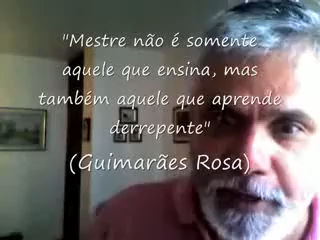 "Mestre não é somente
aquele que ensina, mas
também aquele que aprende
derrepente"
(Guimarães Rosa)